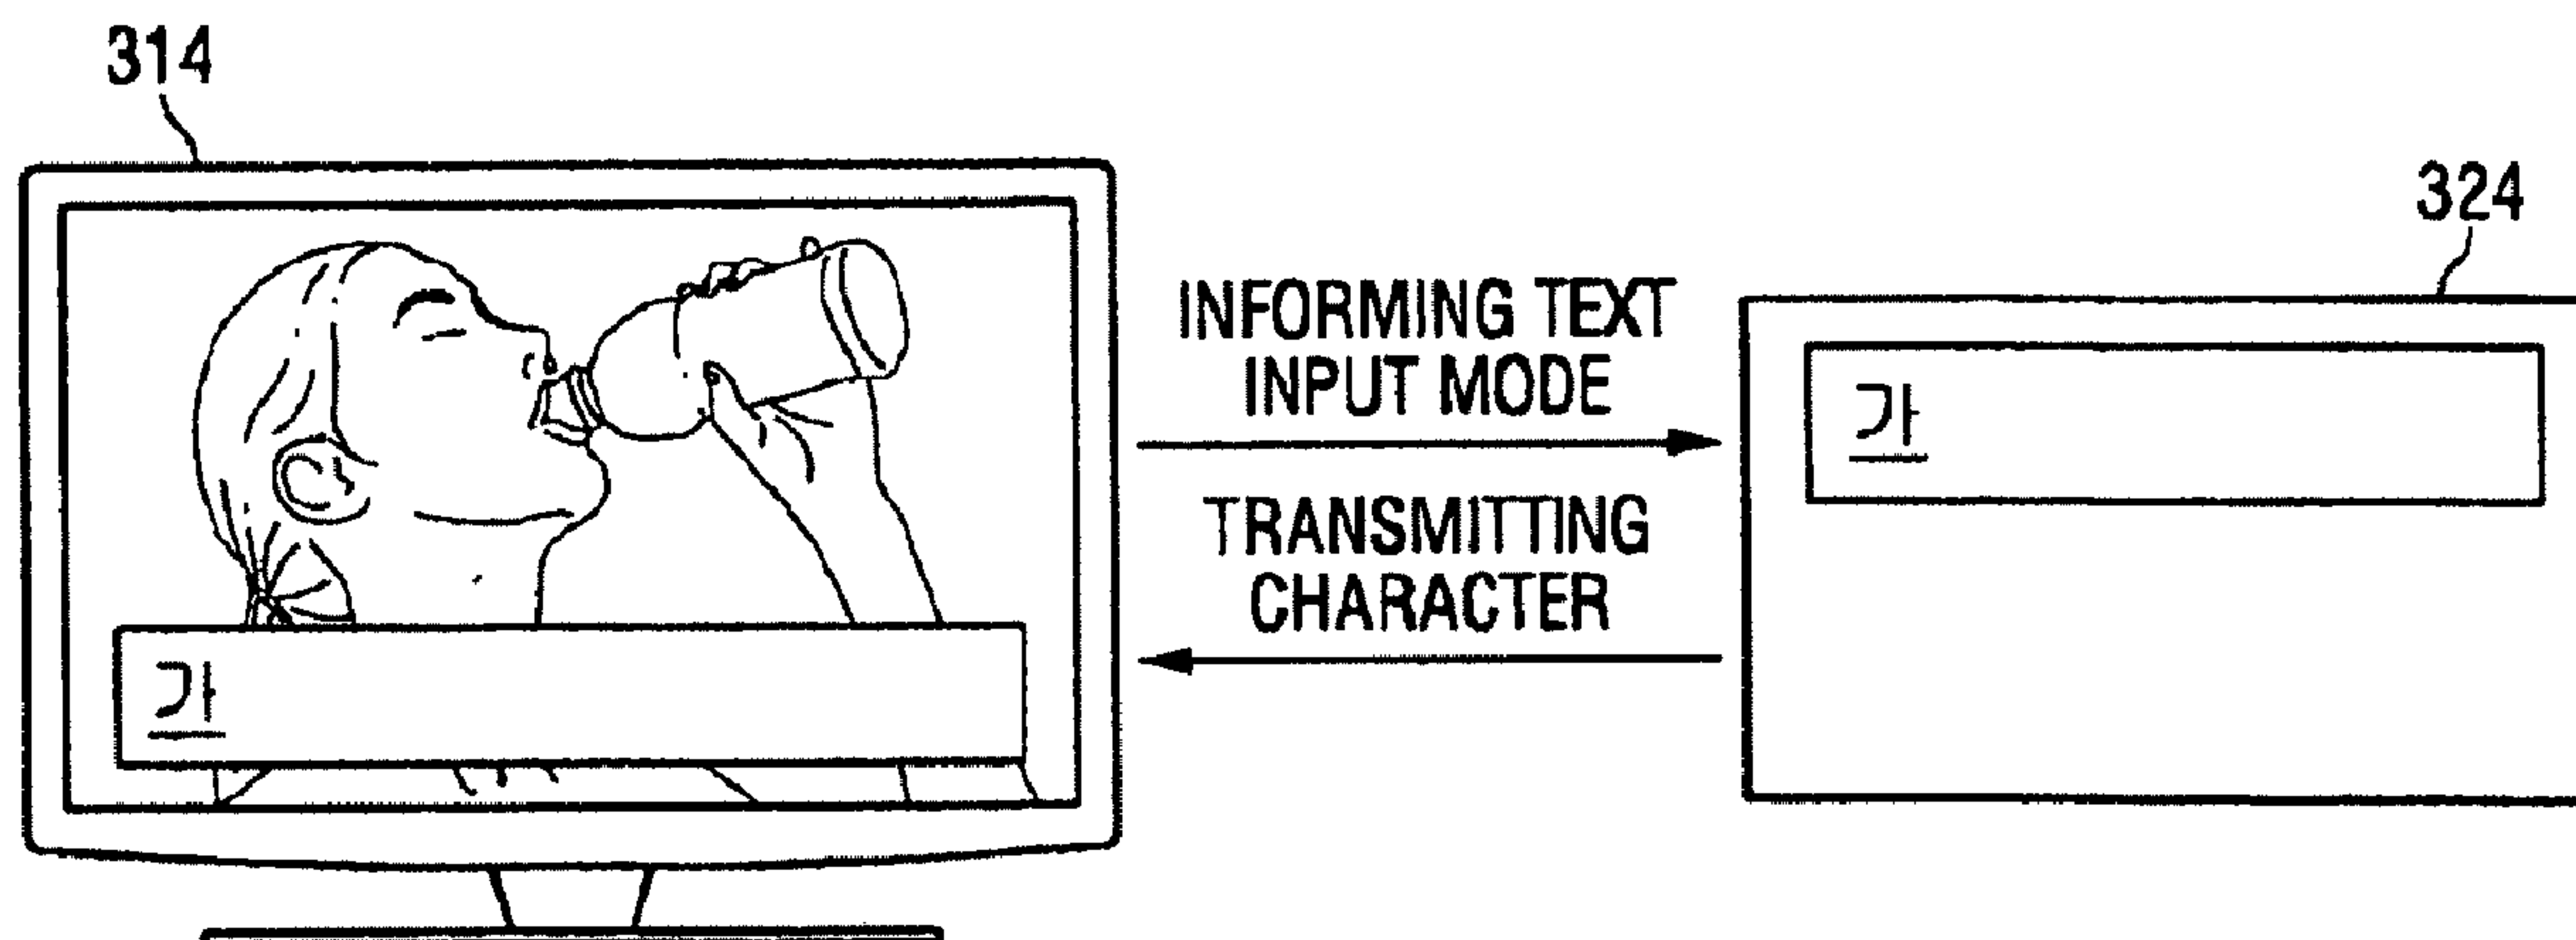 314
324
INFORMING TEXT
INPUT MODE
TRANSMITTING
CHARACTER
가
가